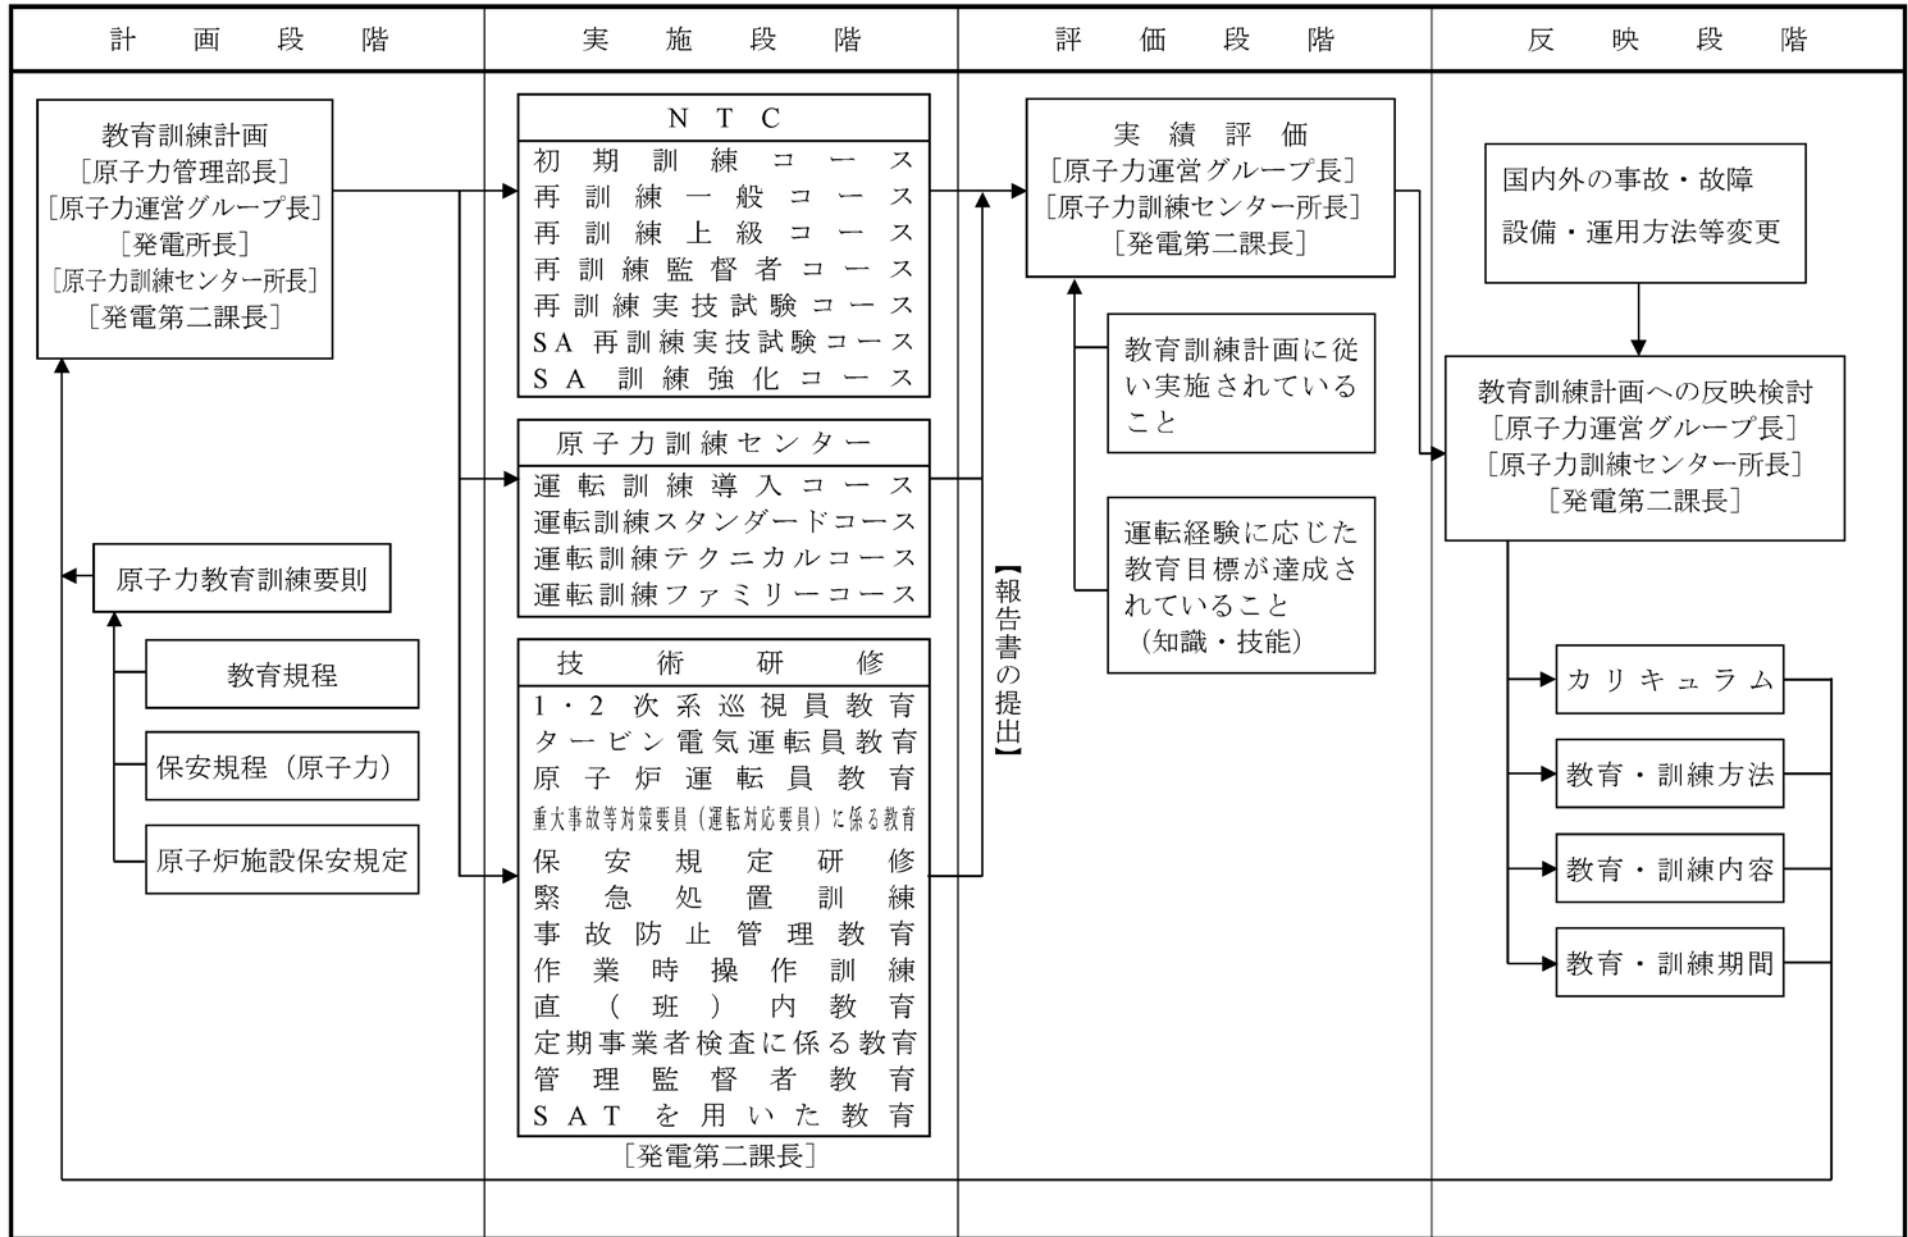 計画段階
実施段階
評価段階
反映段階
教育訓練計画
［原子力管理部長］
［原子力運営グループ長］
［発電所長］
［原子力訓練センター所長］
［発電第二課長］
原子力教育訓練要則
教育規程
保安規程（原子力）
原子炉施設保安規定
ＮＴＣ
初期訓練コース
再訓練一般コース
再訓練上級コース
再訓練監督者コース
再訓練実技試験コース
SA 再訓練実技試験コース
SA 訓練強化コース
原子力訓練センター
運転訓練導入コース
運転訓練スタンダードコース
運転訓練テクニカルコース
運転訓練ファミリーコース
技術研修
1・2 次系巡視員教育
タービン電気運転員教育
原子炉運転員教育
重大事故等対策要員（運転対応要員）に係る教育
保安規定研修
緊急処置訓練
事故防止管理教育
作業時操作訓練
直（班）内教育
定期事業者検査に係る教育
管理監督者教育
SAT を用いた教育
［発電第二課長］
【報告書の提出】
実績評価
［原子力運営グループ長］
［原子力訓練センター所長］
［発電第二課長］
教育訓練計画に従
い実施されている
こと
運転経験に応じた
教育目標が達成さ
れていること
（知識・技能）
国内外の事故・故障
設備・運用方法等変更
教育訓練計画への反映検討
［原子力運営グループ長］
［原子力訓練センター所長］
［発電第二課長］
カリキュラム
教育・訓練方法
教育・訓練内容
教育・訓練期間